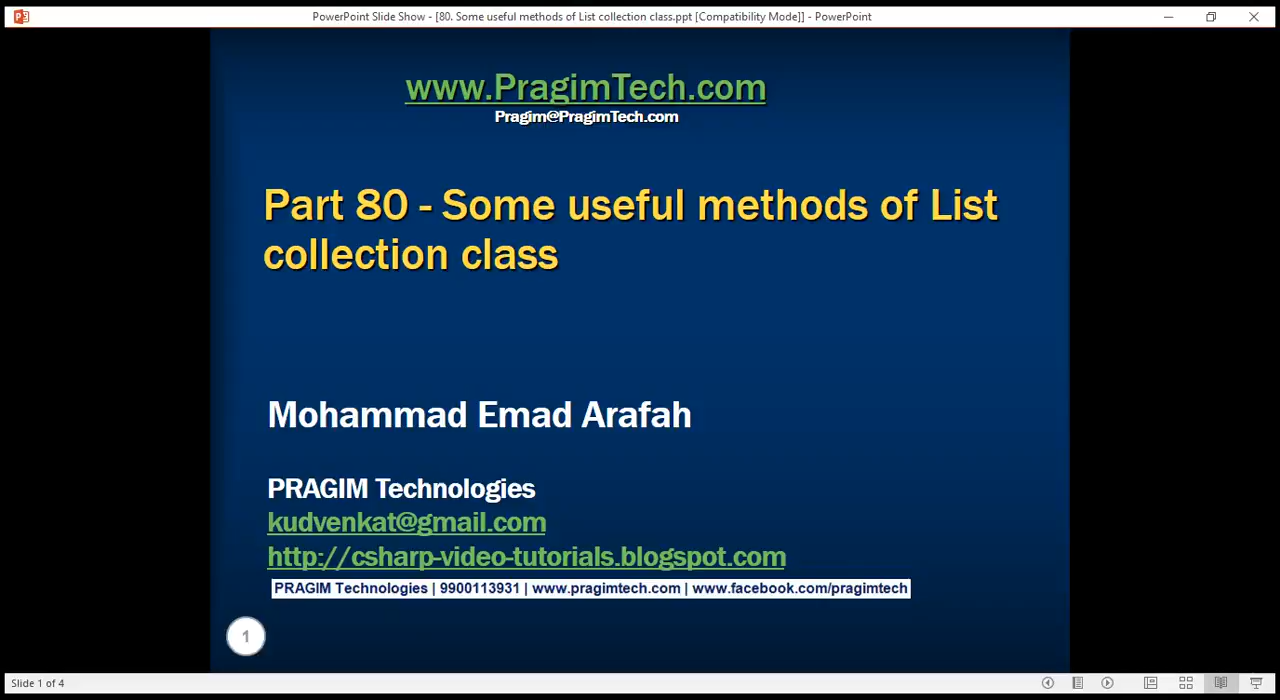 PowerPoint Slide Show - [80. Some useful methods of List collection class.ppt [Compatibility Mode]] - PowerPoint
www.PragimTech.com
Pragim@PragimTech.com
Part 80 - Some useful methods of List
collection class
Mohammad Emad Arafah
PRAGIM Technologies
kudvenkat@gmail.com
http://csharp-video-tutorials.blogspot.com
PRAGIM Technologies | 9900113931 | www.pragimtech.com | www.facebook.com/pragimtech
1
Slide 1 of 4